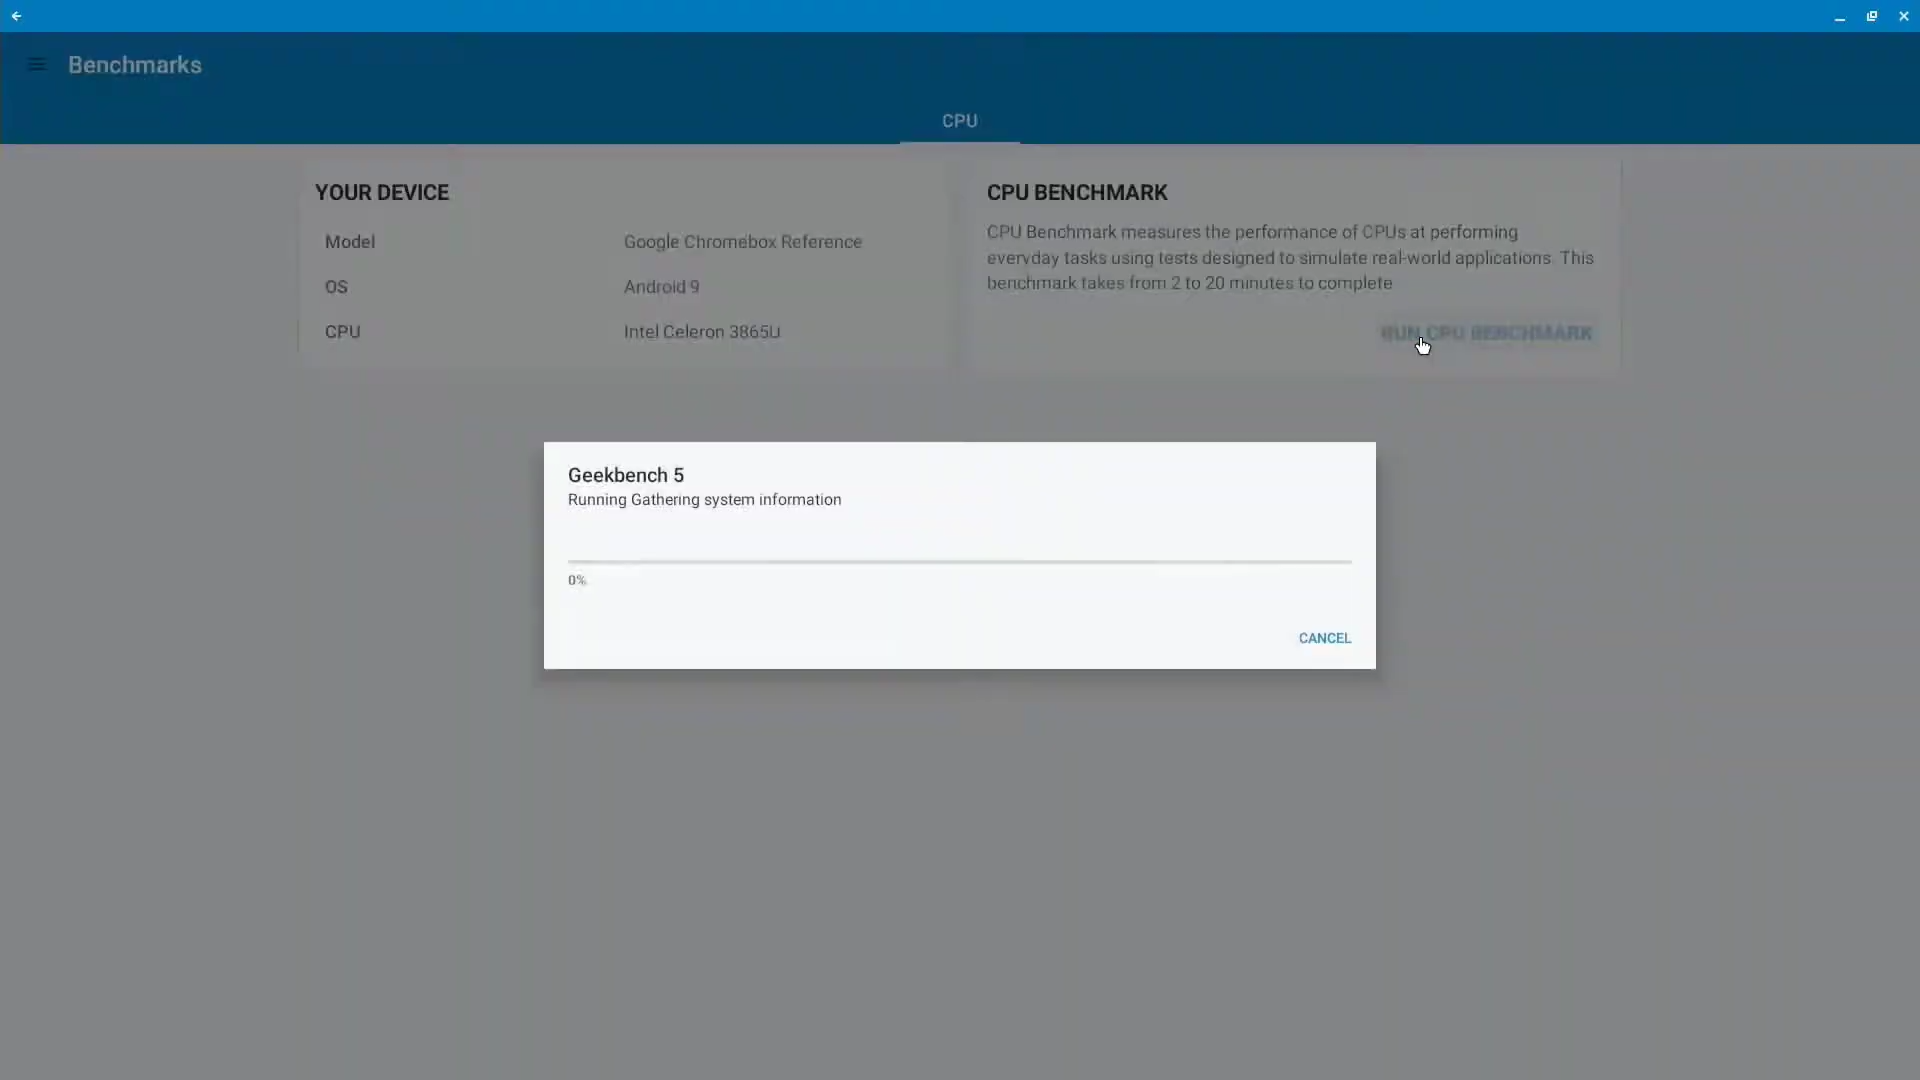 Benchmarks
CPU
YOUR DEVICE
Model Google Chromebox Reference
OS Android 9
CPU Intel Celeron 3865U
CPU BENCHMARK
CPU Benchmark measures the performance of CPUs at performing
everyday tasks using tests designed to simulate real-world applications. This
benchmark takes from 2 to 20 minutes to complete
RUN CPU BENCHMARK
Geekbench 5
Running Gathering system information
0%
CANCEL